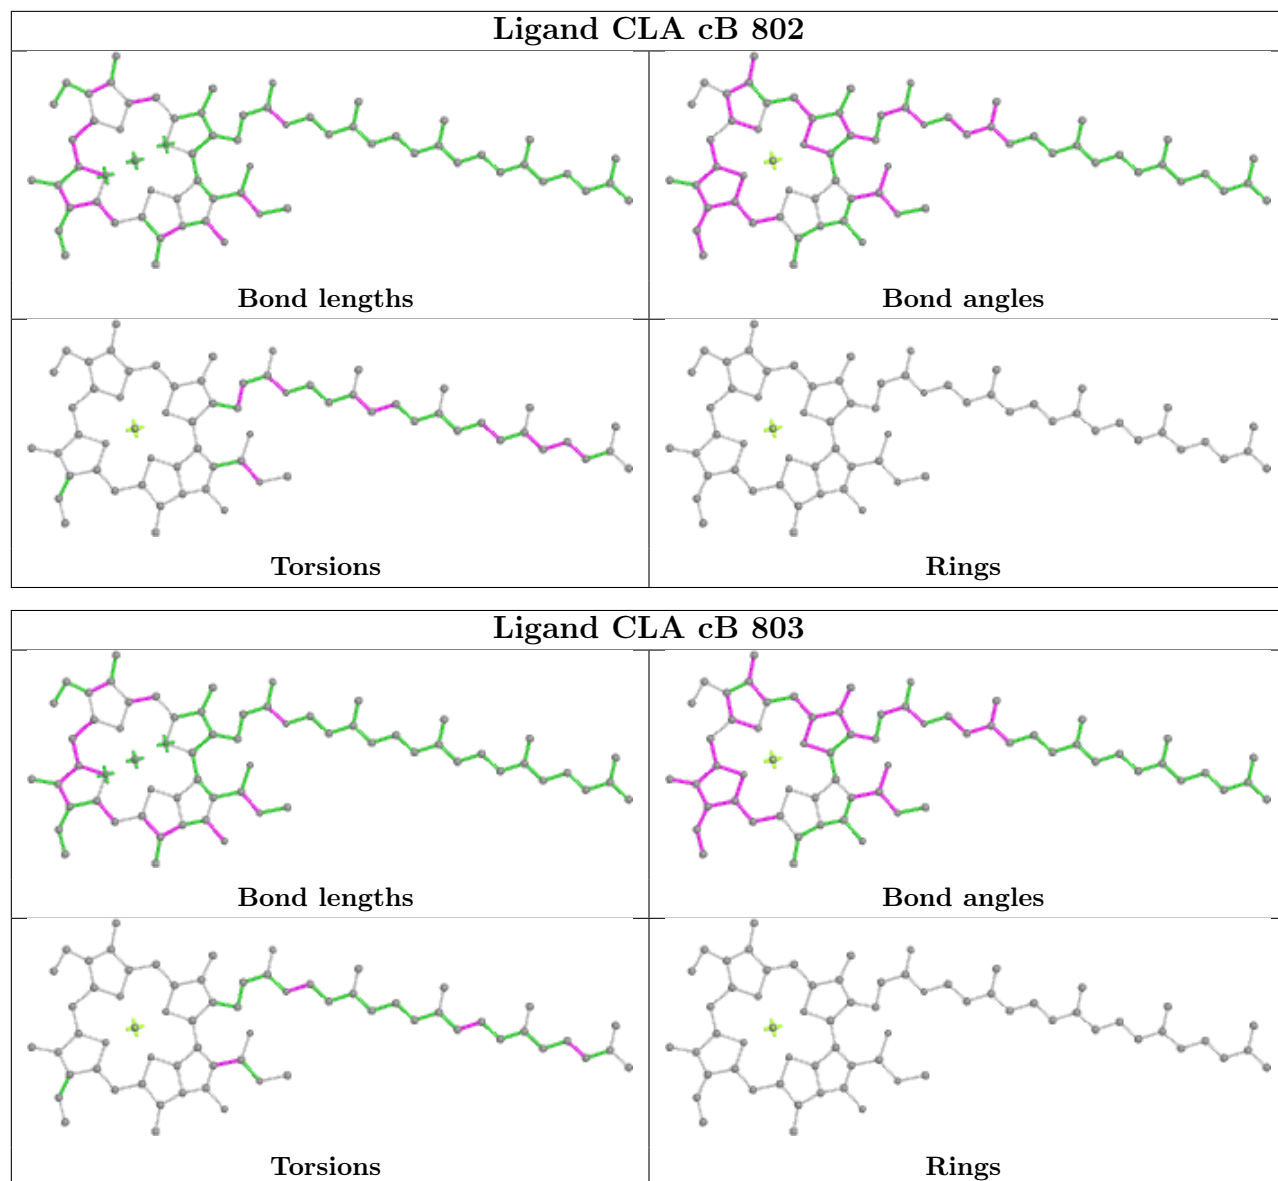 Ligand CLA cB 802
Bond lengths
Bond angles
Torsions
Rings
Ligand CLA cB 803
Bond lengths
Bond angles
Torsions
Rings